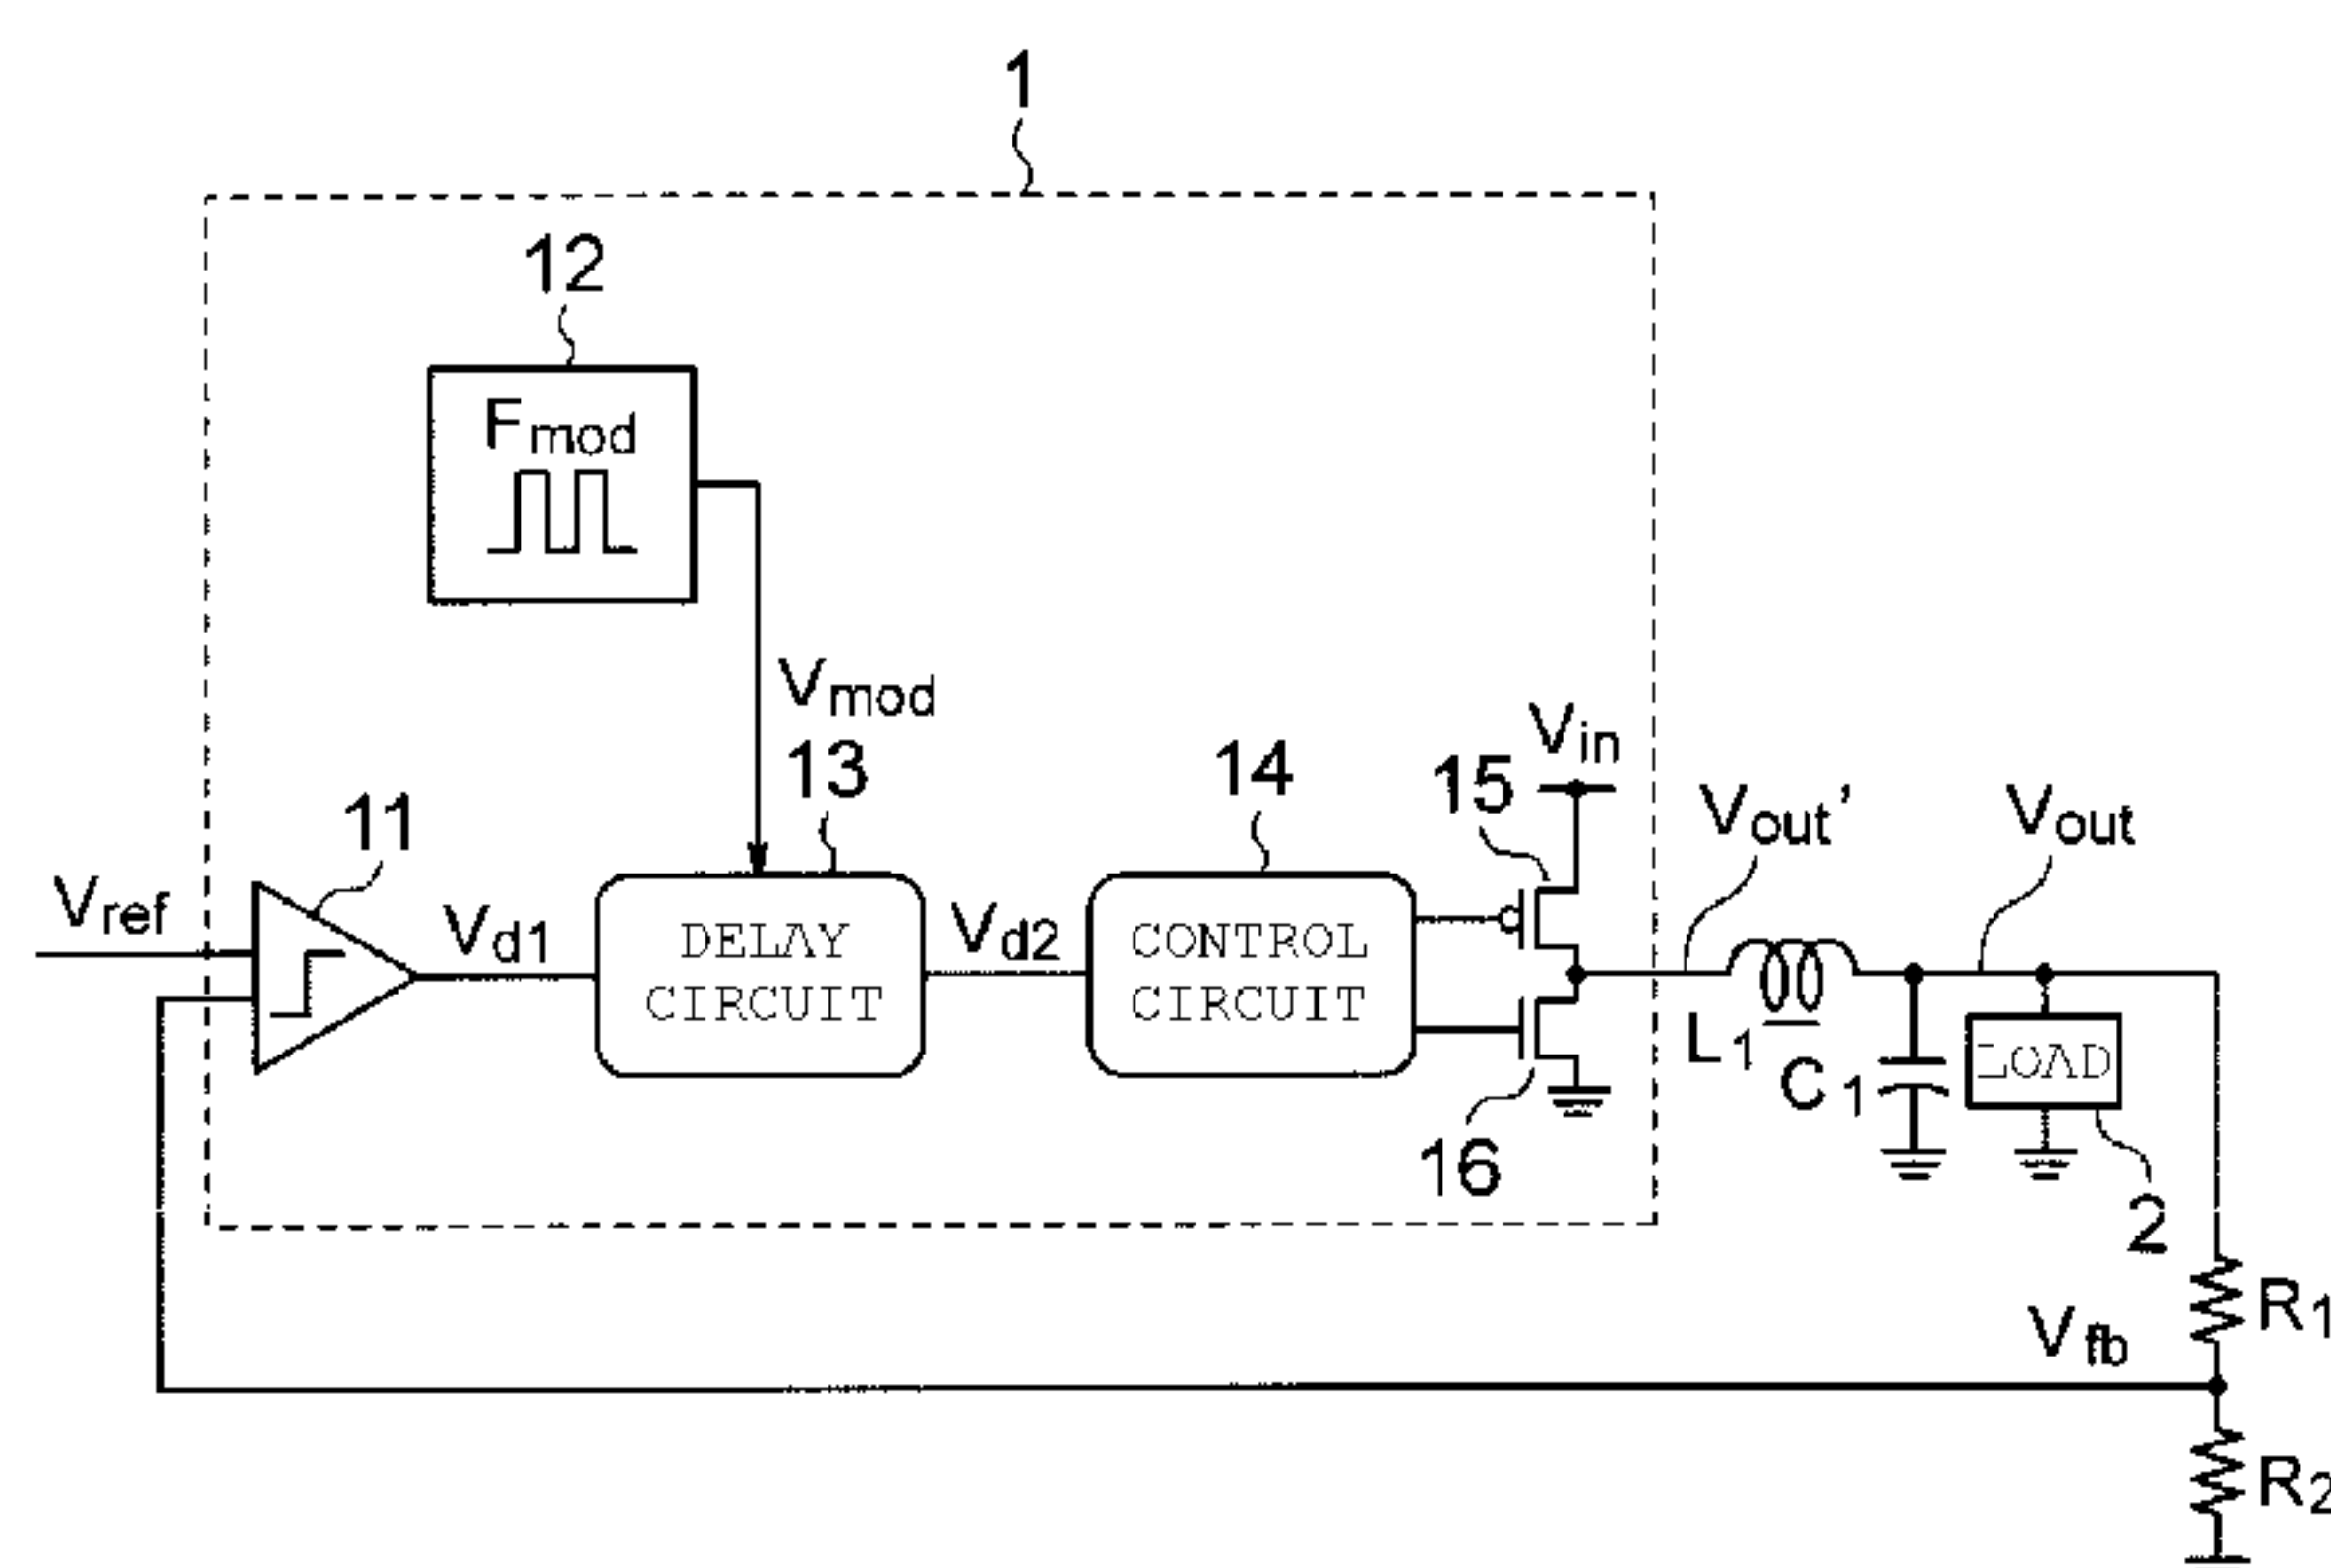 1
12
Fmod
Vmod
13
14
15
Vin
11
Vref
Vd1
DELAY
CIRCUIT
Vd2
CONTROL
CIRCUIT
Vout'
Vout
L1
C1
LOAD
16
2
R1
Vfb
R2